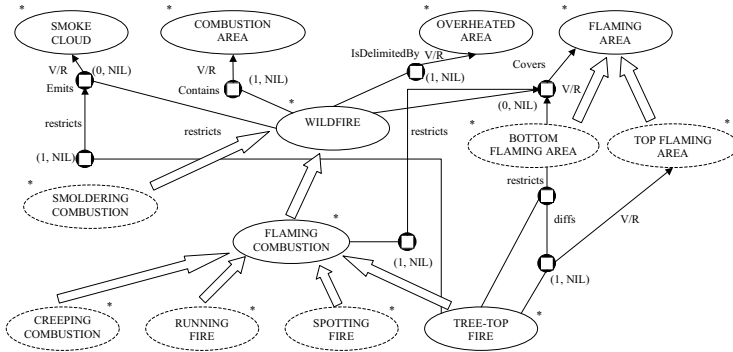 * * * *
SMOKE
CLOUD
COMBUSTION
AREA
OVERHEATED
AREA
FLAMING
AREA
V/R
(0, NIL)
Emits
V/R
(1, NIL)
Contains
IsDelimitedBy
V/R
(1, NIL)
Covers
V/R
(0, NIL)
restricts
restricts
*
WILDFIRE
restricts
*
BOTTOM
FLAMING AREA
*
TOP FLAMING
AREA
(1, NIL)
*
SMOLDERING
COMBUSTION
restricts
diffs
V/R
*
FLAMING
COMBUSTION
(1, NIL)
(1, NIL)
*
CREEPING
COMBUSTION
*
RUNNING
FIRE
*
SPOTTING
FIRE
*
TREE-TOP
FIRE